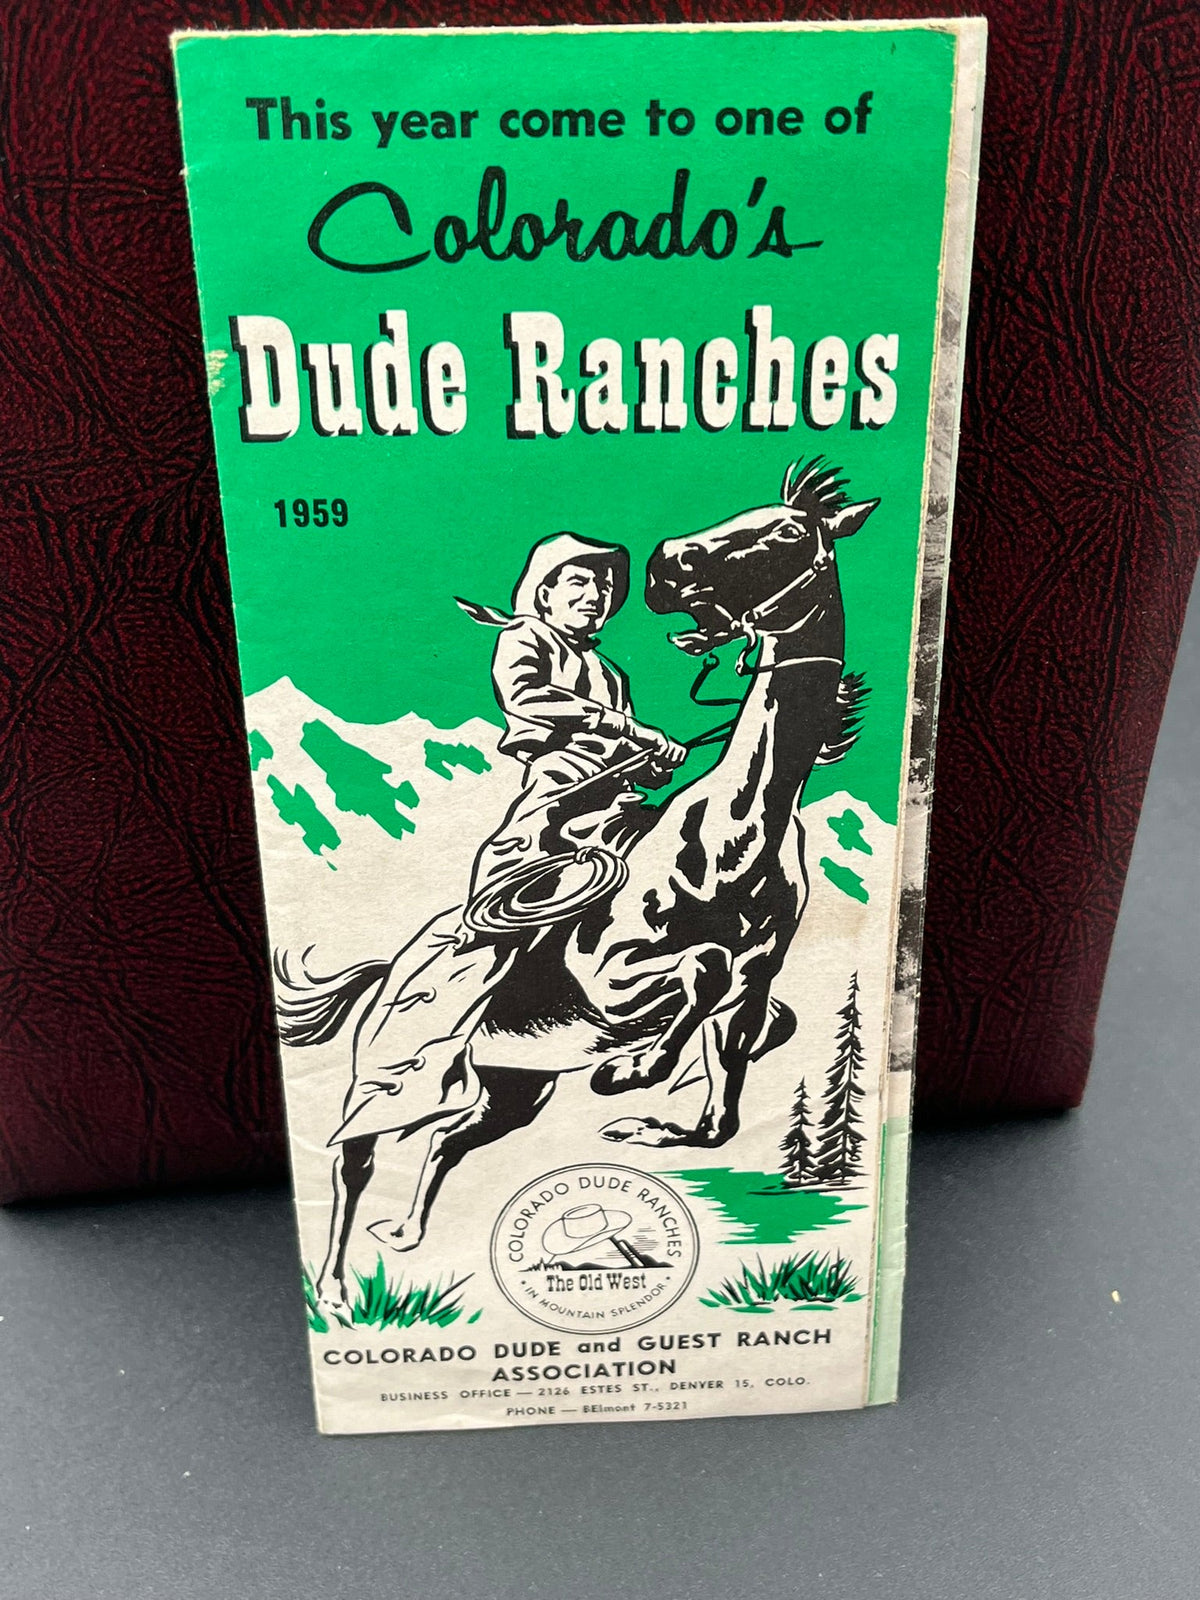 This year come to one of
Colorado's
Dude Ranches
1959
COLORADO DUDE RANCHES
The Old West
• IN MOUNTAIN SPLENDOR •
COLORADO DUDE and GUEST RANCH
ASSOCIATION
BUSINESS OFFICE — 2126 ESTES ST., DENVER 15, COLO.
PHONE — BElmont 7-5321